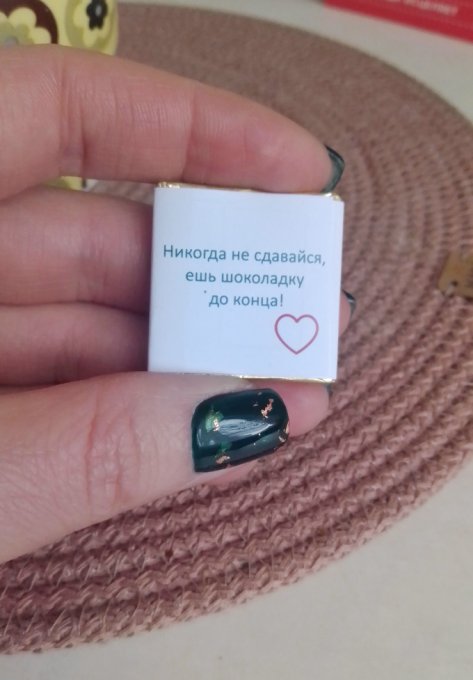 Никогда не сдавайся,
ешь шоколадку
до конца!